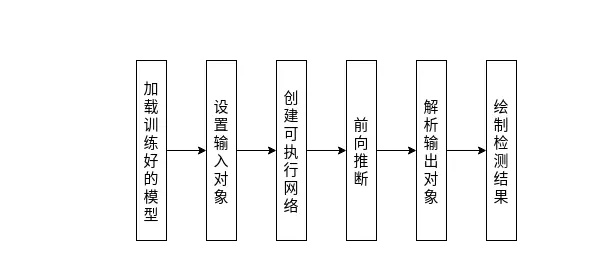 加载训练好的模型
设置输入对象
创建可执行网络
前向推断
解析输出对象
绘制检测结果